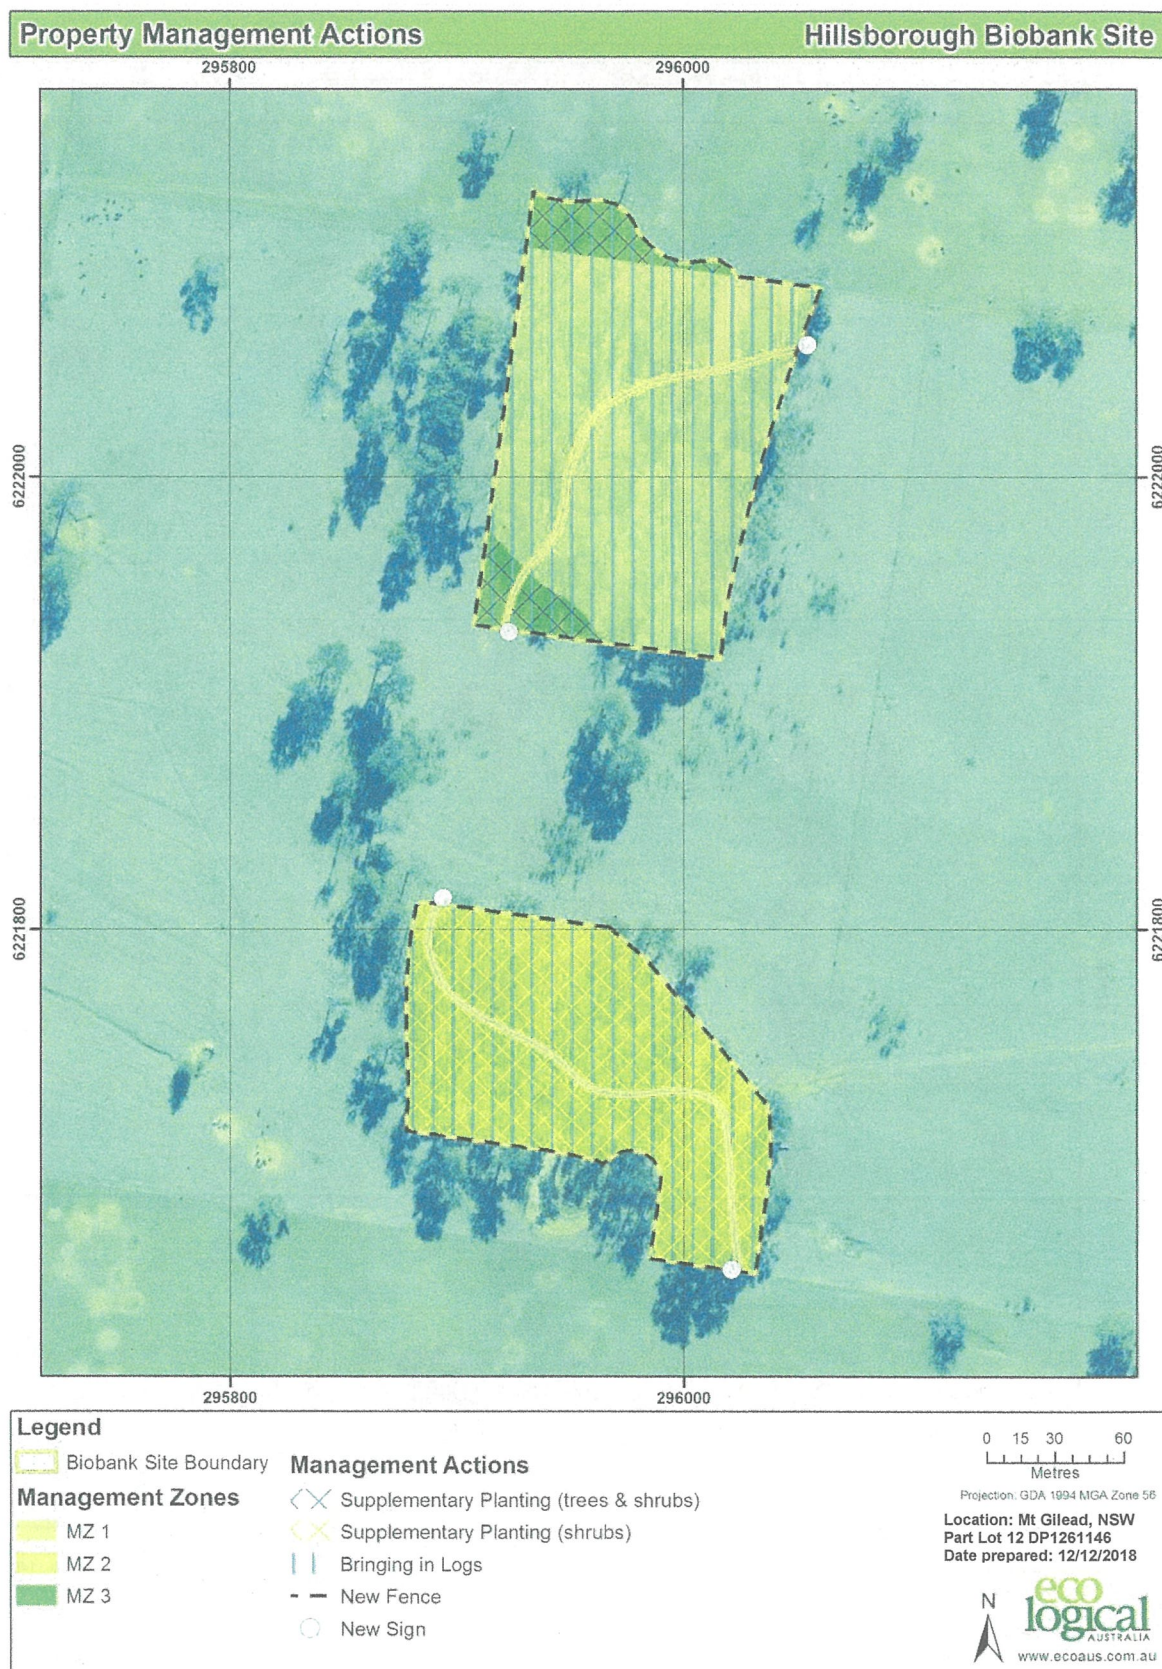 Property Management Actions
Hillsborough Biobank Site
295800
296000
6222000
6222000
6221800
6221800
295800
296000
Legend
Biobank Site Boundary
Management Zones
MZ 1
MZ 2
MZ 3
Management Actions
Supplementary Planting (trees & shrubs)
Supplementary Planting (shrubs)
Bringing in Logs
New Fence
New Sign
0 15 30 60
Metres
Projection: GDA 1994 MGA Zone 56
Location: Mt Gilead, NSW
Part Lot 12 DP1261146
Date prepared: 12/12/2018
N
eco
logical
AUSTRALIA
www.ecoaus.com.au